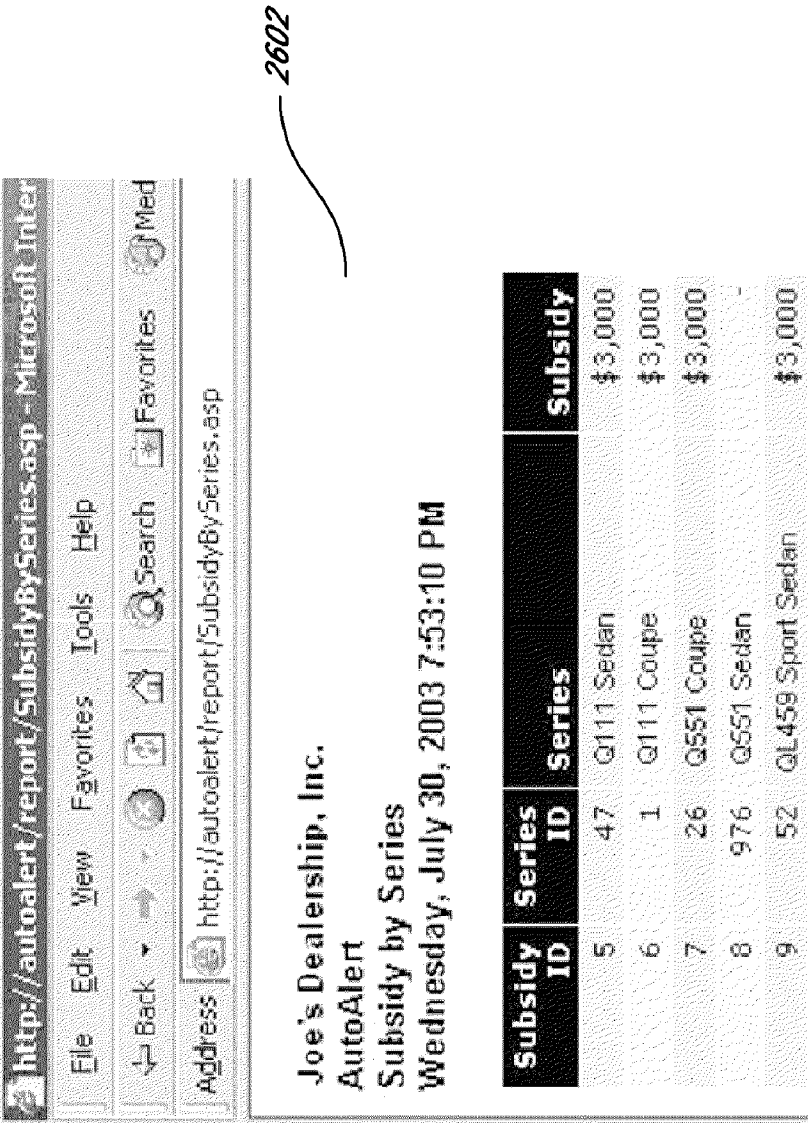 http://autoalert/report/SubsidyBySeries.asp - Microsoft Inter
File Edit View Favorites Tools Help
Back Search Favorites Med
Address http://autoalert/report/SubsidyBySeries.asp
2602
Joe's Dealership, Inc.
AutoAlert
Subsidy by Series
Wednesday, July 30, 2003 7:53:10 PM
Subsidy ID Series ID Series Subsidy
5 47 Q111 Sedan $3,000
6 1 Q111 Coupe $3,000
7 26 Q551 Coupe $3,000
8 976 Q551 Sedan -
9 52 QL459 Sport Sedan $3,000